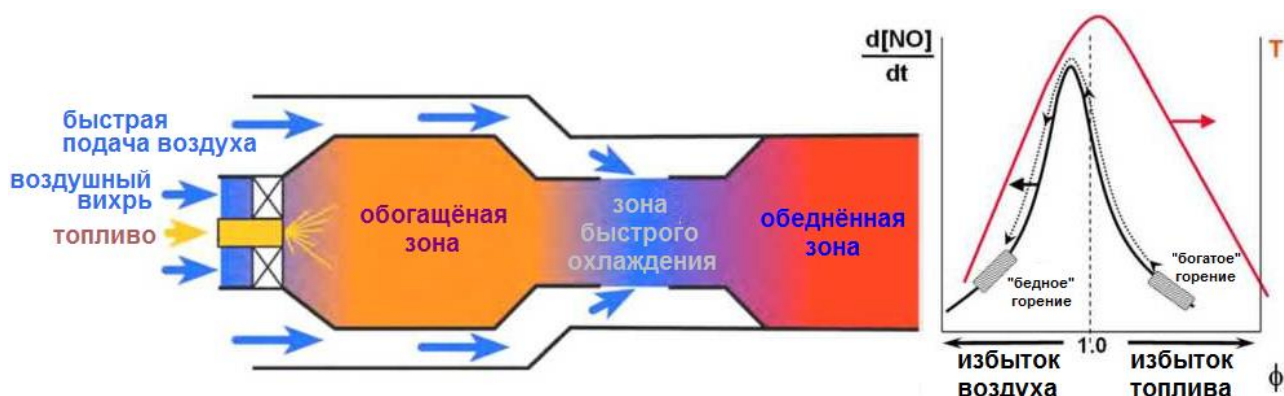 быстрая
подача воздуха
воздушный
вихрь
топливо
обогащёная
зона
зона
быстрого
охлаждения
обеднённая
зона
d[NO]
dt
T
"бедное"
горение
"богатое"
горение
1.0
избыток
воздуха
избыток
топлива
ϕ